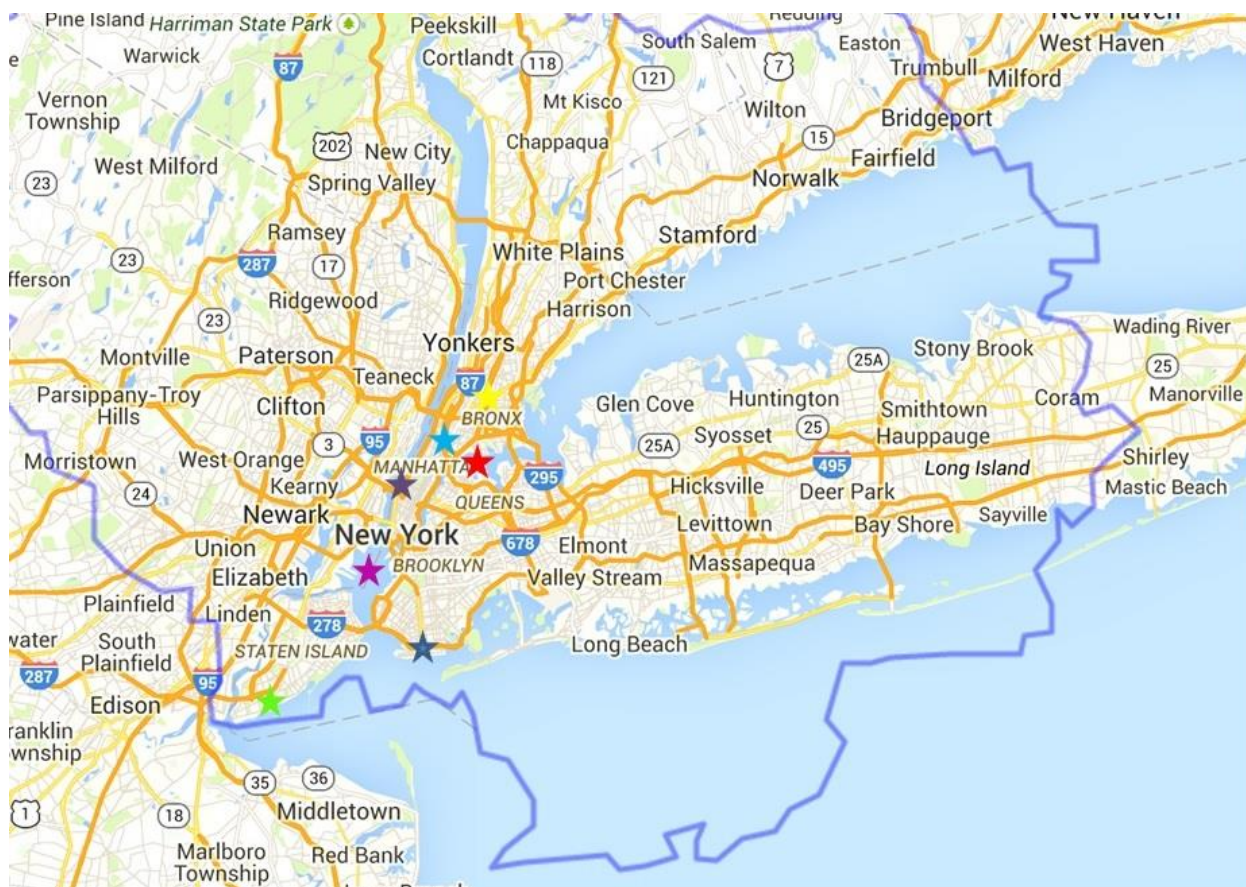 Pine Island
Harriman State Park
Peekskill
Redding
New Haven
Warwick
87
Cortlandt
118
South Salem
7
Easton
Trumbull
West Haven
Milford
121
Vernon
Township
Mt Kisco
Wilton
Bridgeport
202
New City
Chappaqua
15
Fairfield
West Milford
23
Spring Valley
Norwalk
Ramsey
White Plains
Stamford
23
287
17
Port Chester
fferson
Ridgewood
Harrison
23
Wading River
Yonkers
Stony Brook
Montville
Paterson
25A
25
Teaneck
87
Parsippany-Troy
Hills
Clifton
BRONX
Glen Cove
Huntington
Coram
Manorville
Smithtown
3
95
25A
Syosset
25
Hauppauge
Morristown
West Orange
MANHATTA
295
495
Long Island
Shirley
24
Kearny
QUEENS
Hicksville
Deer Park
Mastic Beach
Newark
Levittown
Bay Shore
Sayville
New York
678
Elmont
Union
BROOKLYN
Massapequa
Elizabeth
Valley Stream
Plainfield
Linden
278
water
South
Plainfield
STATEN ISLAND
Long Beach
287
95
Edison
ranklin
wnship
35
36
1
18
Middletown
Marlboro
Township
Red Bank